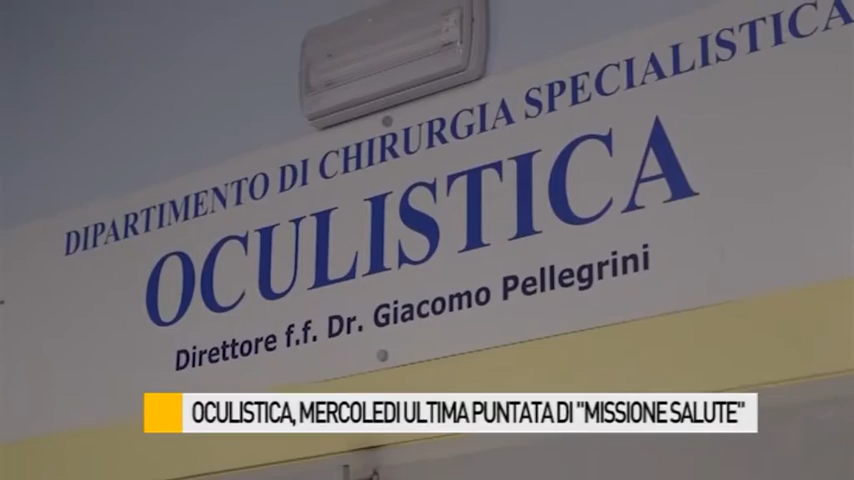 DIPARTIMENTO DI CHIRURGIA SPECIALISTICA
OCULISTICA
Direttore f.f. Dr. Giacomo Pellegrini
OCULISTICA, MERCOLEDI ULTIMA PUNTATA DI "MISSIONE SALUTE"